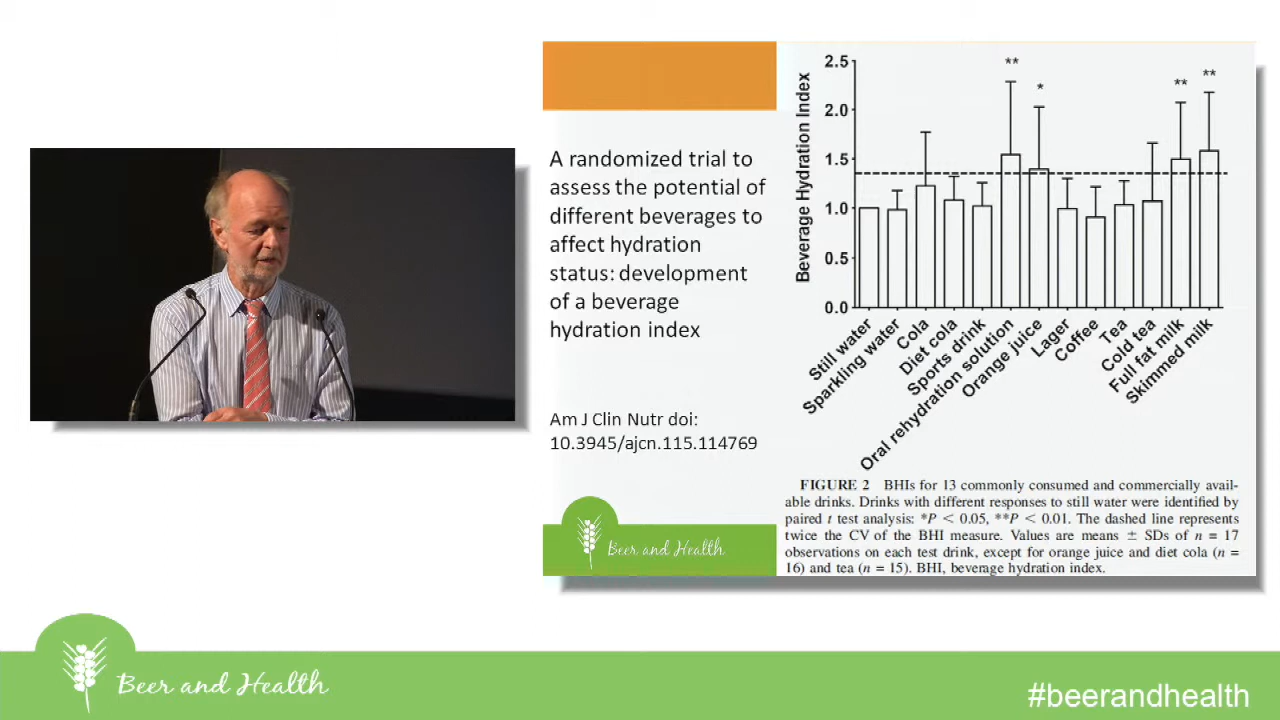 A randomized trial to
assess the potential of
different beverages to
affect hydration
status: development
of a beverage
hydration index
Am J Clin Nutr doi:
10.3945/ajcn.115.114769
Beer and Health
Beverage Hydration Index
2.5
2.0
1.5
1.0
0.5
0.0
**
*
**
**
Still water
Sparkling water
Cola
Diet cola
Sports drink
Oral rehydration solution
Orange juice
Lager
Coffee
Tea
Cold tea
Full fat milk
Skimmed milk
FIGURE 2 BHIs for 13 commonly consumed and commercially avail-
able drinks. Drinks with different responses to still water were identified by
paired t test analysis: *P < 0.05, **P < 0.01. The dashed line represents
twice the CV of the BHI measure. Values are means ± SDs of n = 17
observations on each test drink, except for orange juice and diet cola (n =
16) and tea (n = 15). BHI, beverage hydration index.
Beer and Health
#beerandhealth